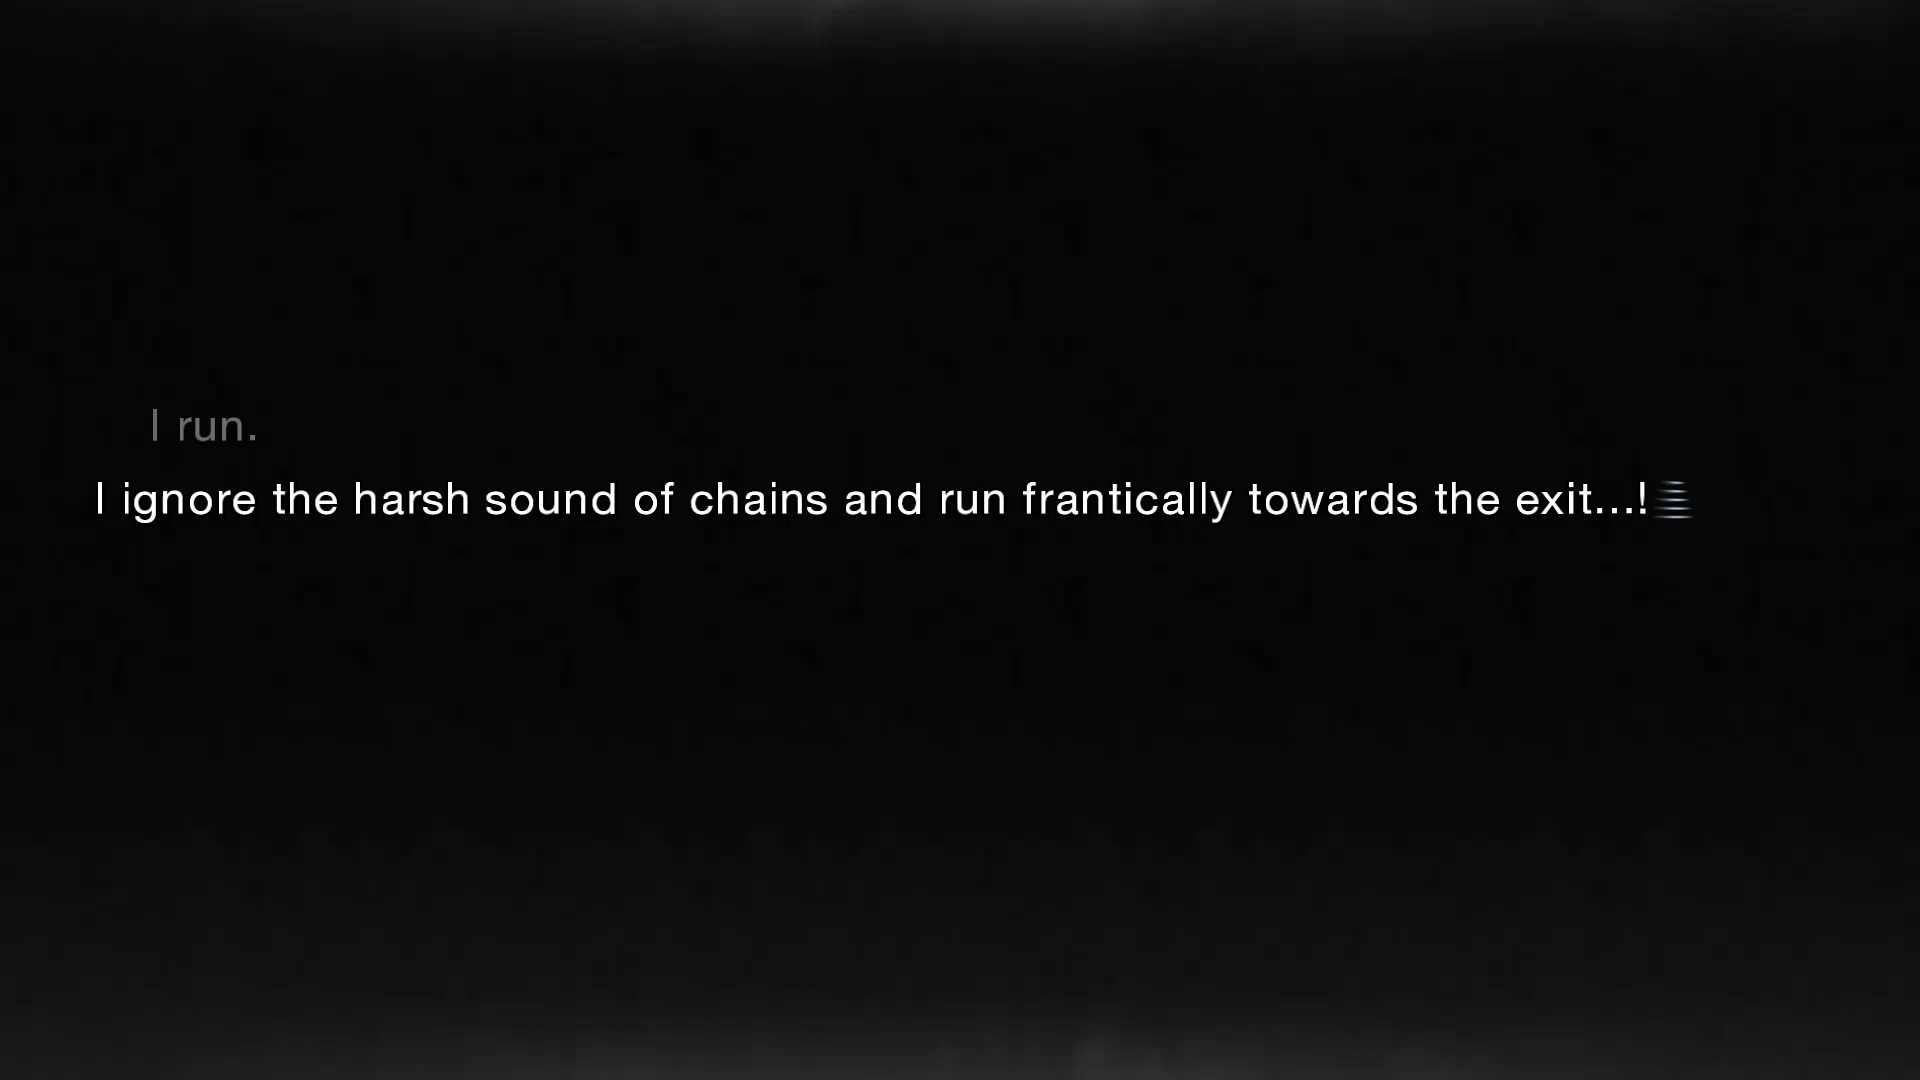 I run.
I ignore the harsh sound of chains and run frantically towards the exit...!